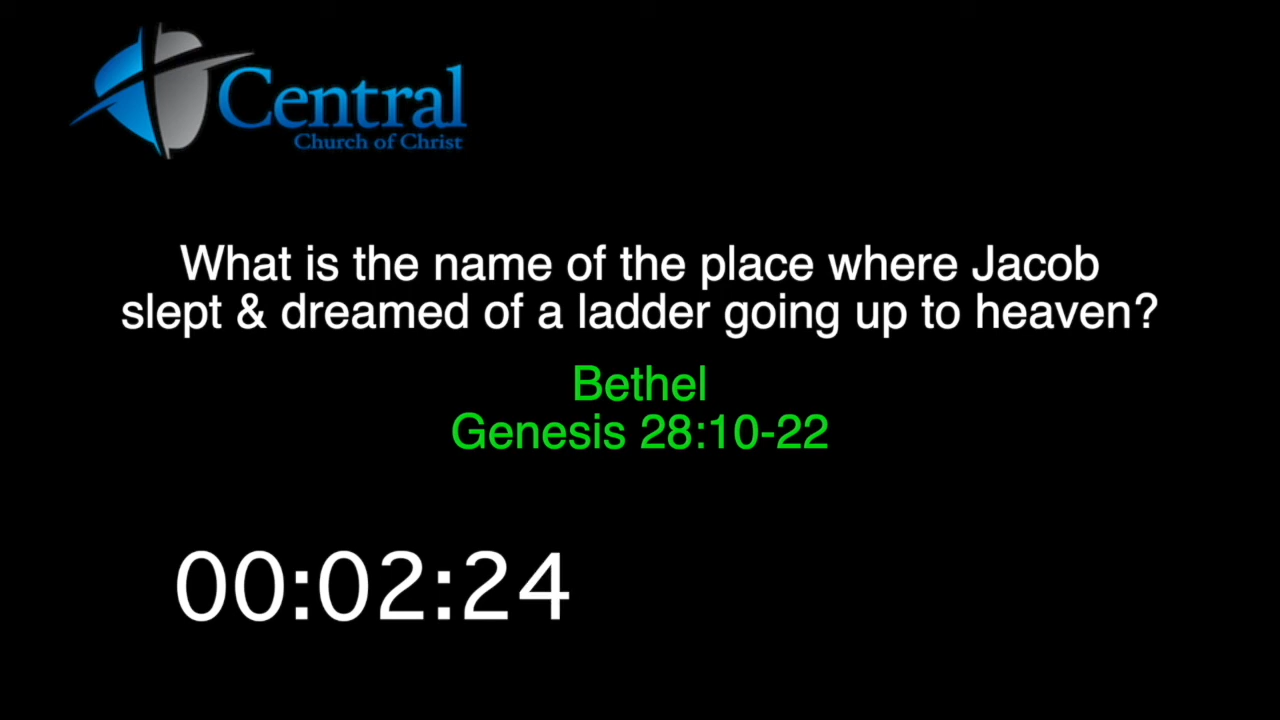 Central
Church of Christ
What is the name of the place where Jacob
slept & dreamed of a ladder going up to heaven?
Bethel
Genesis 28:10-22
00:02:24